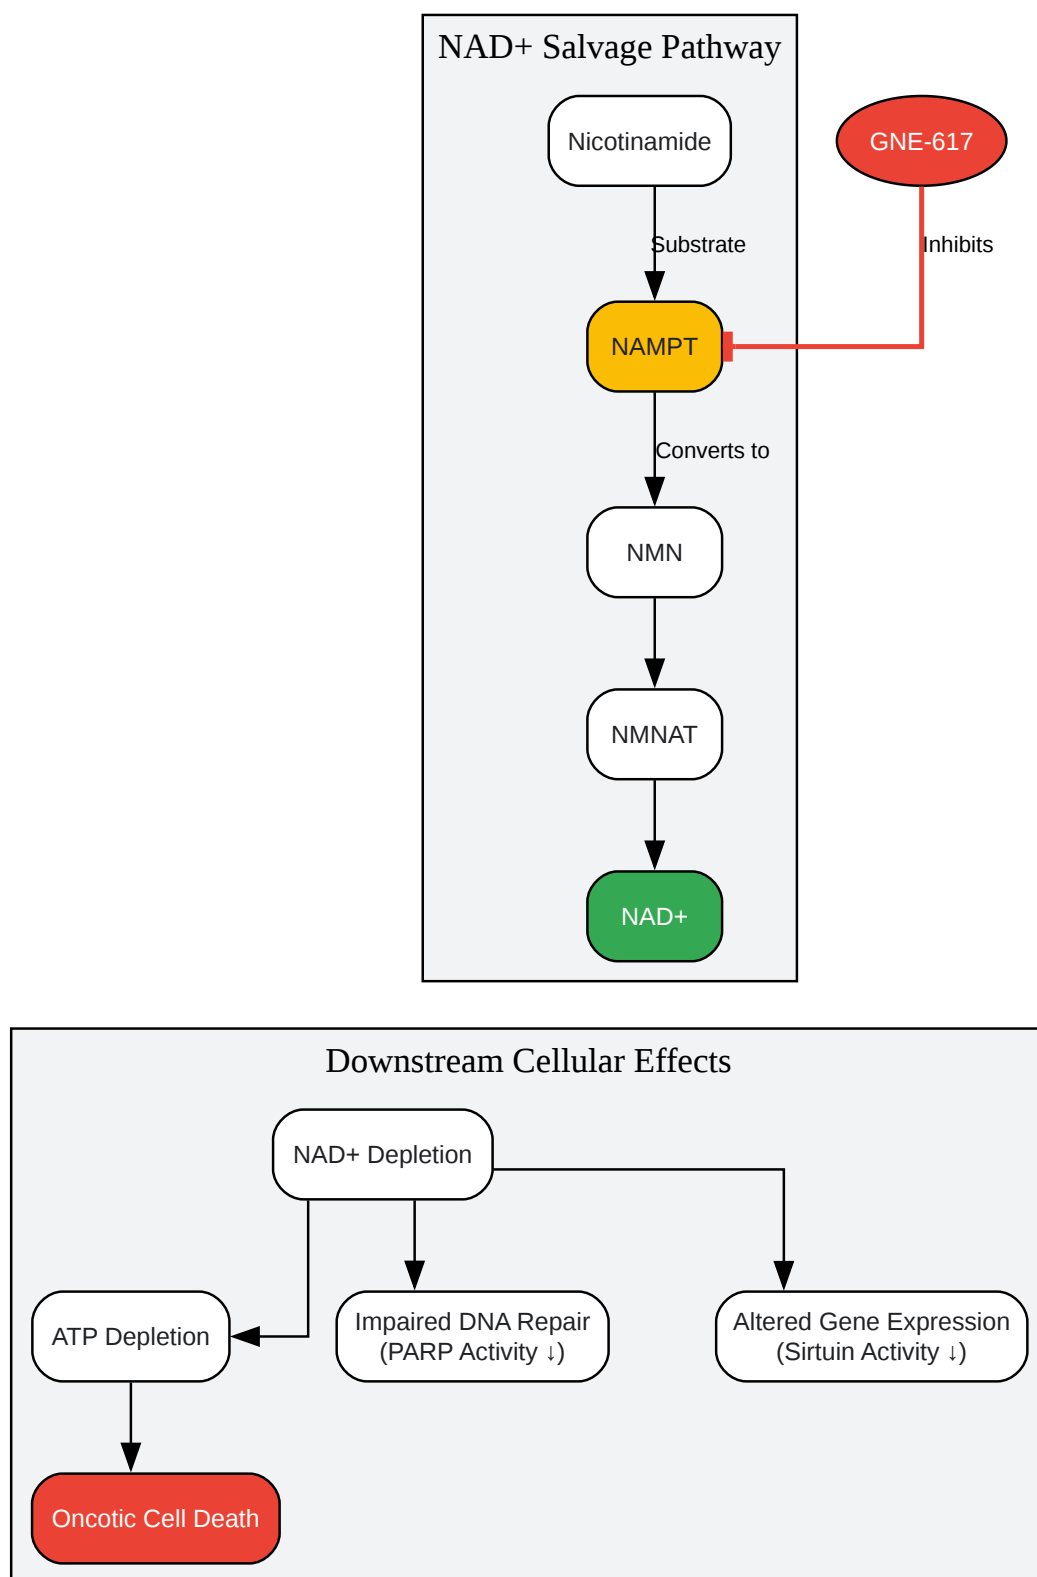 NAD+ Salvage Pathway
Nicotinamide
GNE-617
Substrate
Inhibits
NAMPT
Converts to
NMN
NMNAT
NAD+
Downstream Cellular Effects
NAD+ Depletion
ATP Depletion
Impaired DNA Repair
(PARP Activity ↓)
Altered Gene Expression
(Sirtuin Activity ↓)
Oncotic Cell Death